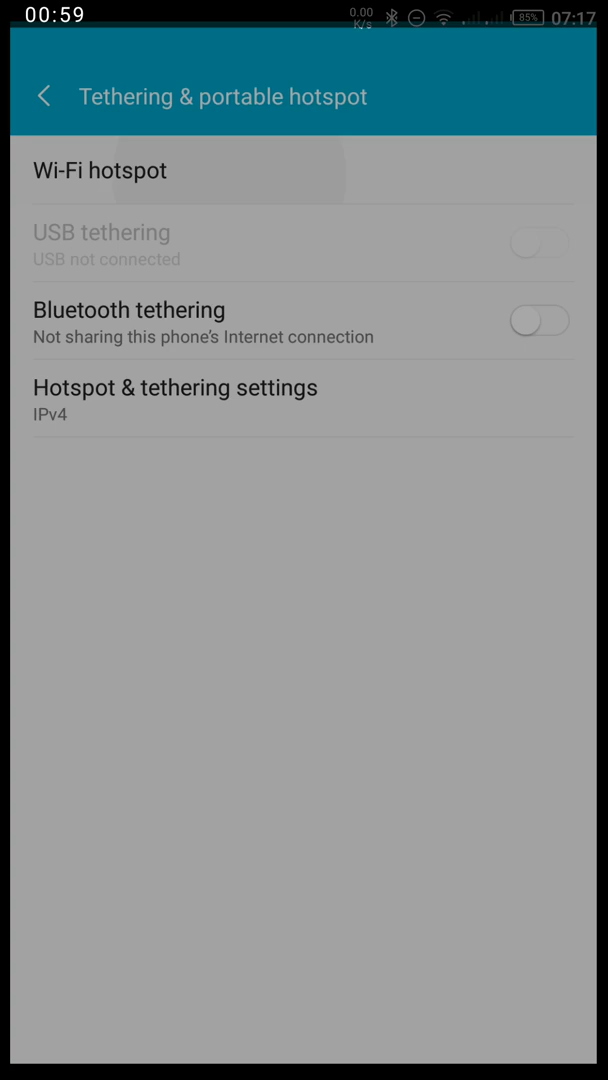 00:59
0.00
K/s
85%
07:17
Tethering & portable hotspot
Wi-Fi hotspot
USB tethering
USB not connected
Bluetooth tethering
Not sharing this phone's Internet connection
Hotspot & tethering settings
IPv4